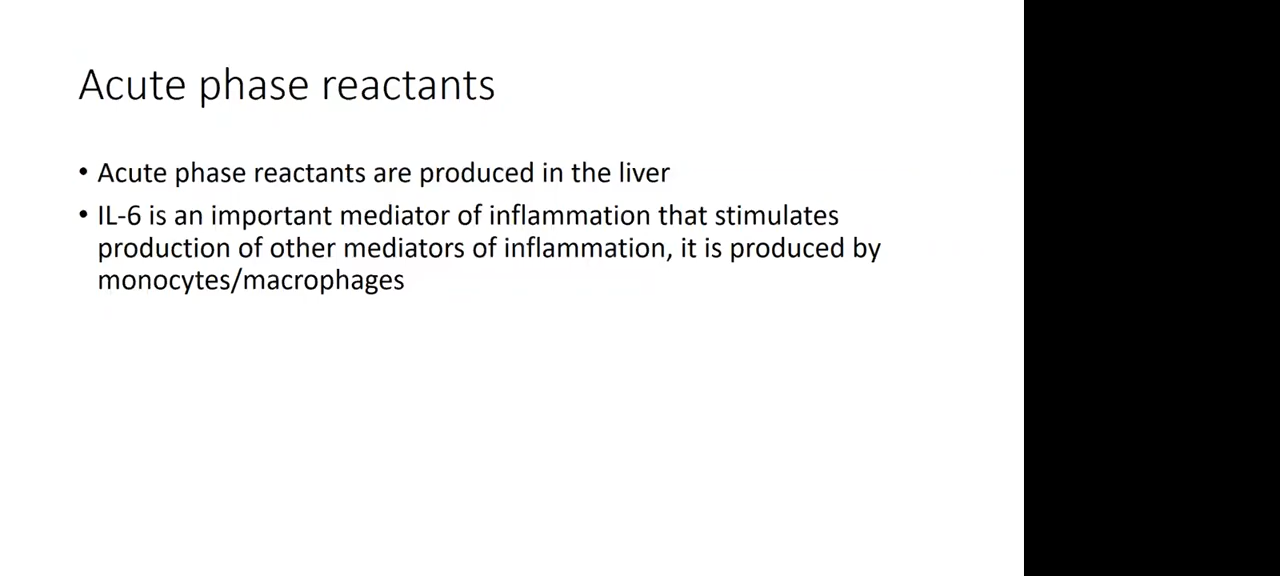 Acute phase reactants
• Acute phase reactants are produced in the liver
• IL-6 is an important mediator of inflammation that stimulates
production of other mediators of inflammation, it is produced by
monocytes/macrophages